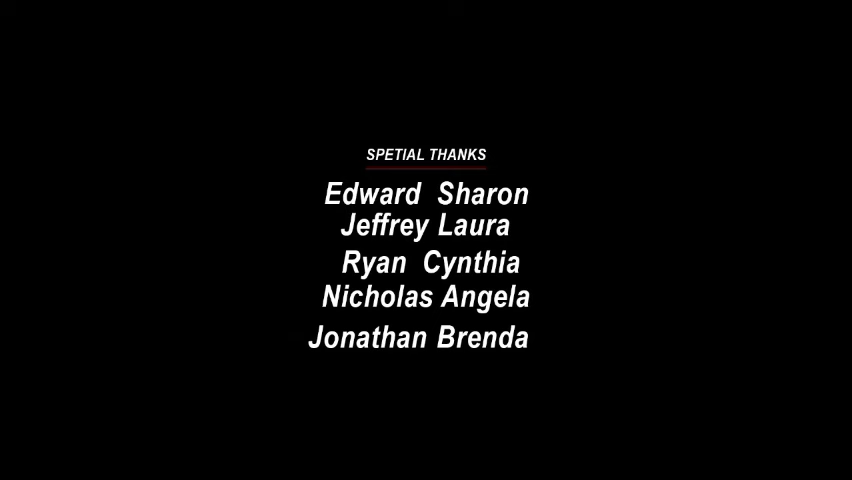 SPETIAL THANKS
Edward Sharon
Jeffrey Laura
Ryan Cynthia
Nicholas Angela
Jonathan Brenda